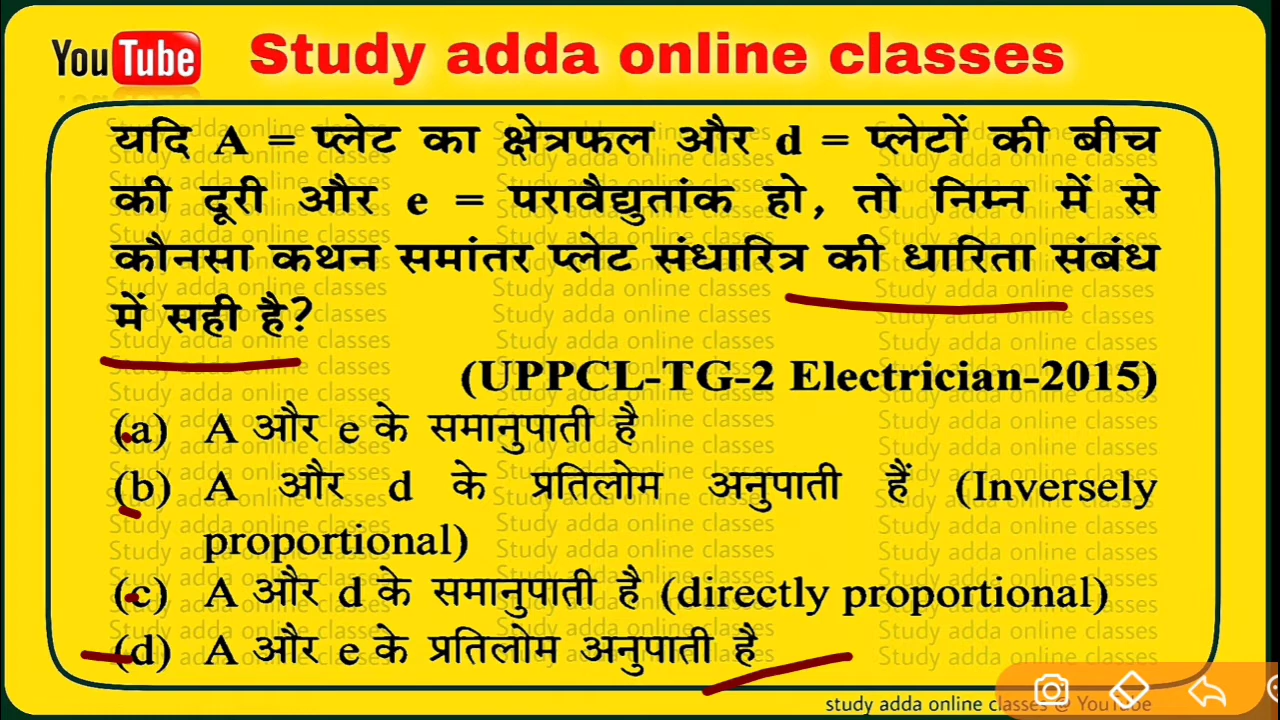 YouTube Study adda online classes
यदि A = प्लेट का क्षेत्रफल और d = प्लेटों की बीच
की दूरी और e = परावैद्युतांक हो, तो निम्न में से
कौनसा कथन समांतर प्लेट संधारित्र की धारिता संबंध
में सही है?
(UPPCL-TG-2 Electrician-2015)
(a) A और e के समानुपाती है
(b) A और d के प्रतिलोम अनुपाती हैं (Inversely
proportional)
(c) A और d के समानुपाती है (directly proportional)
(d) A और e के प्रतिलोम अनुपाती है
study adda online classes @ YouTube